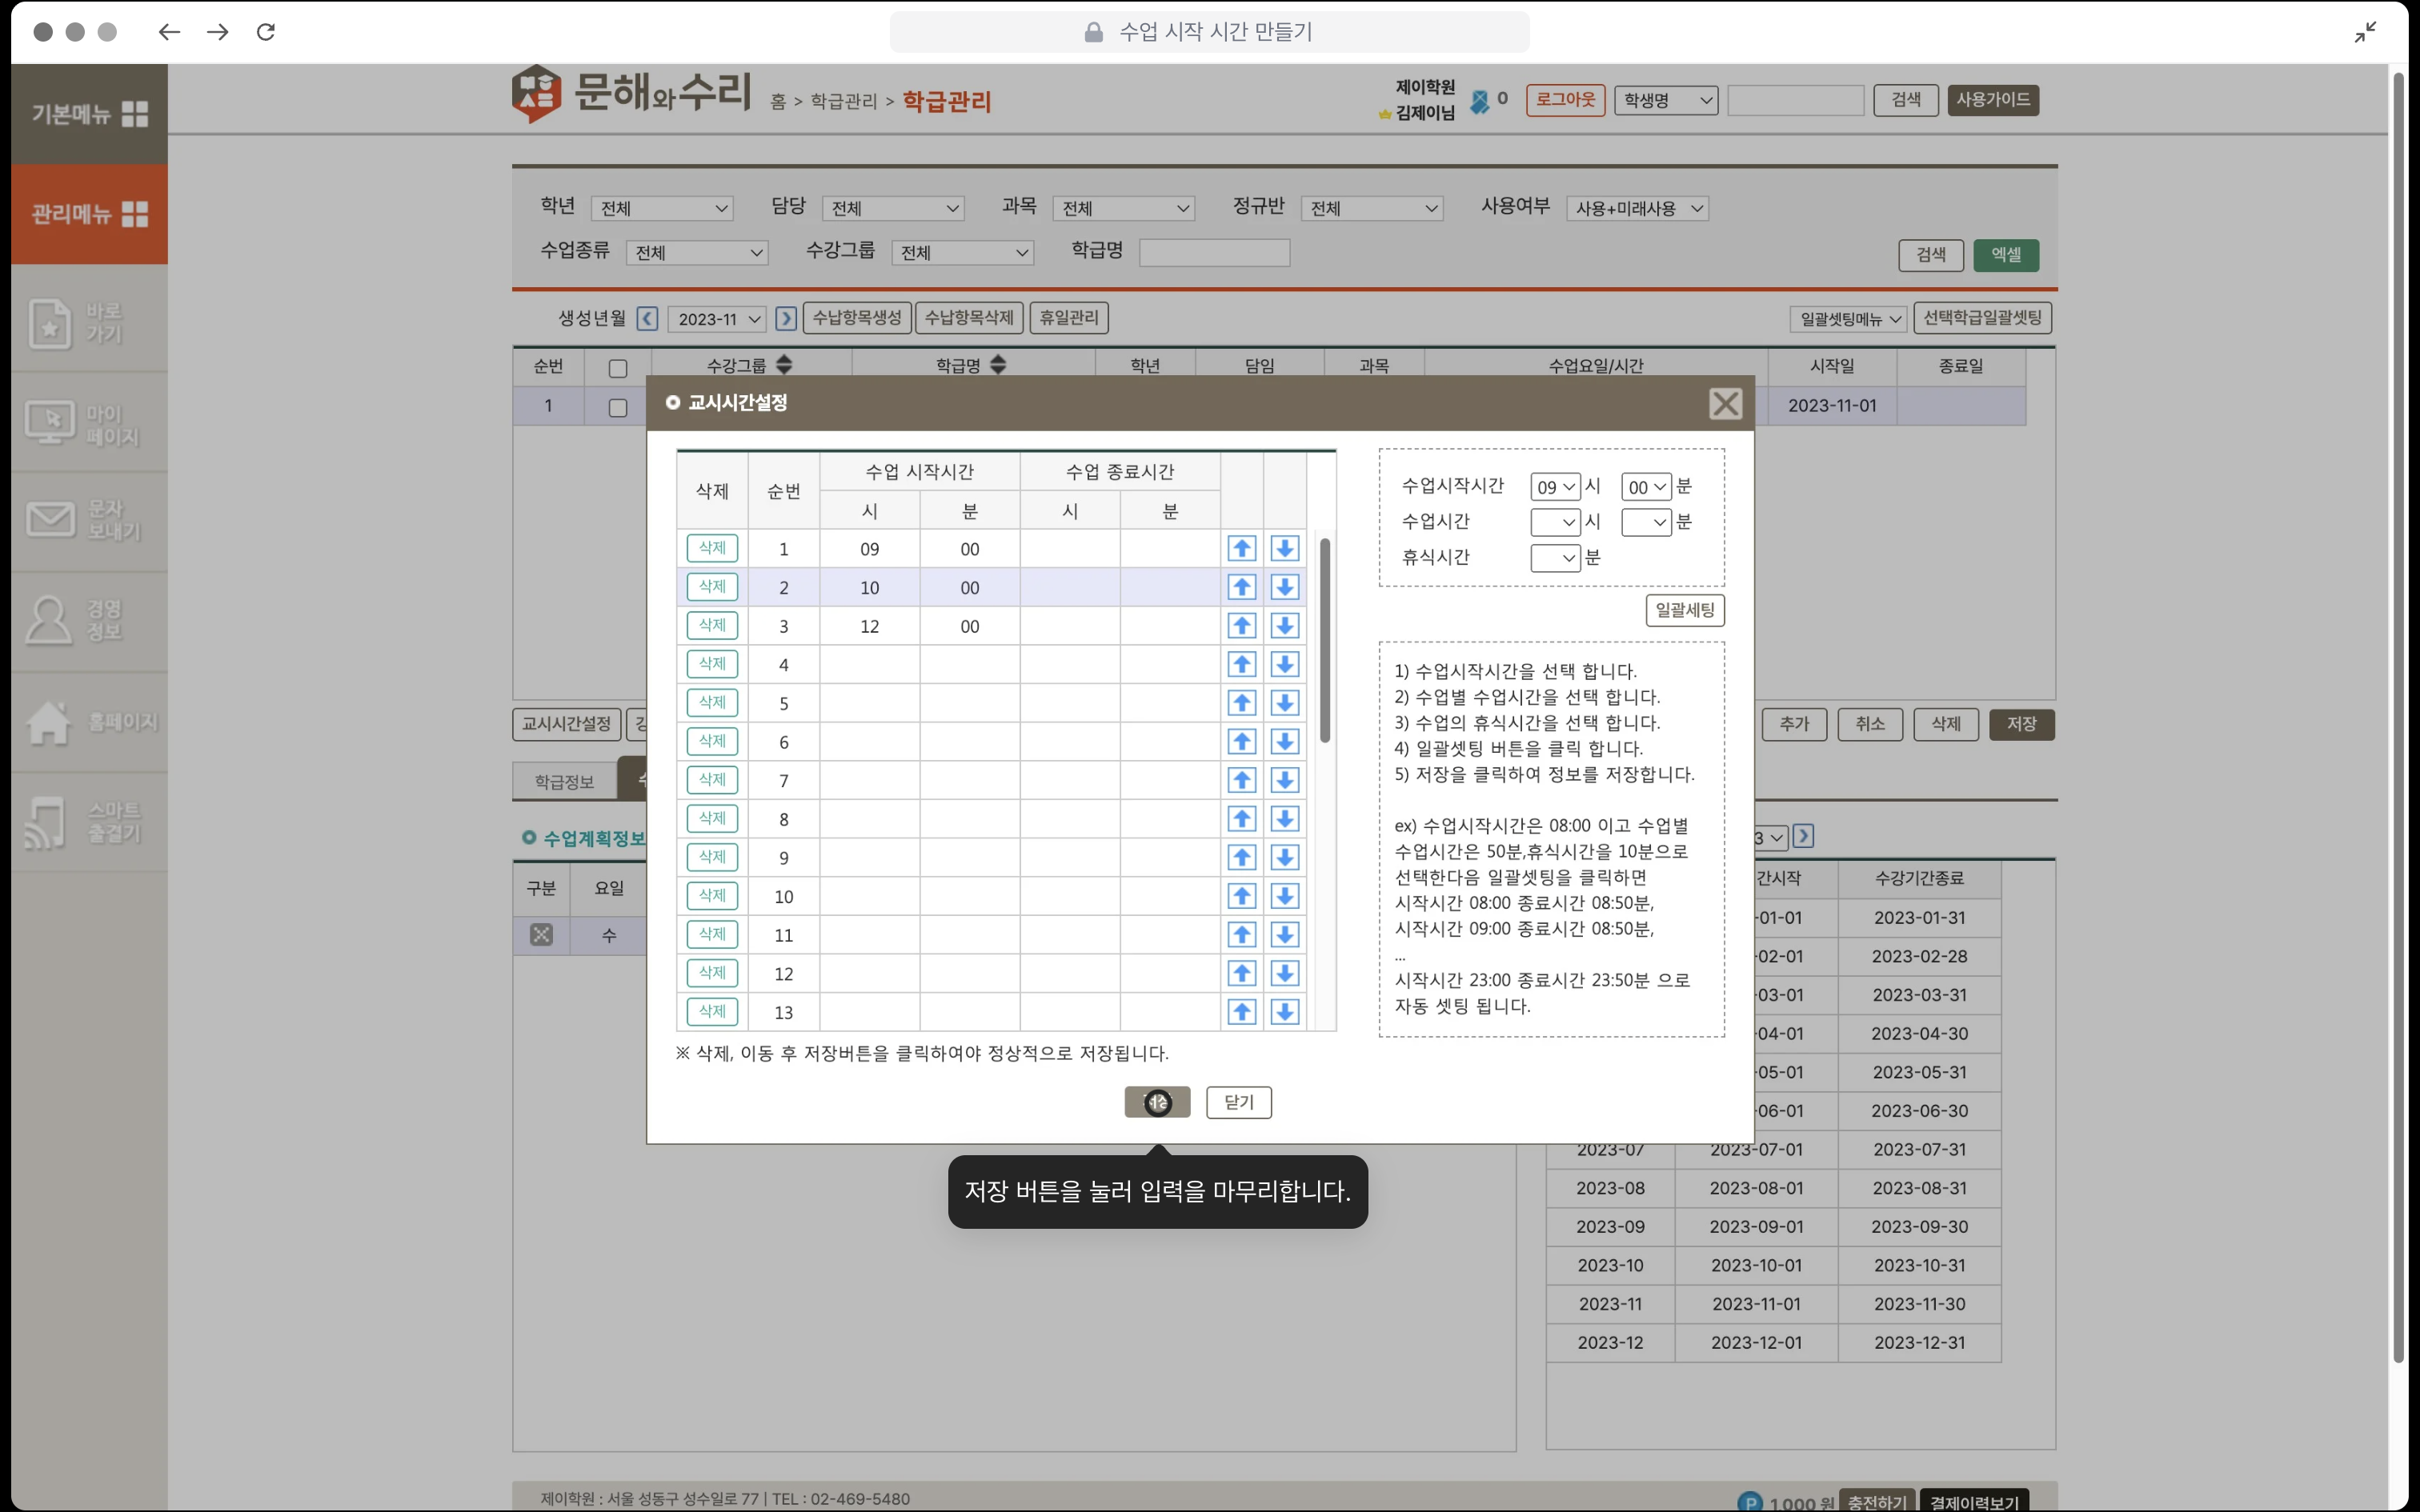 수업 시작 시간 만들기
기본메뉴
관리메뉴
바로
가기
마이
페이지
문자
보내기
경영
정보
홈페이지
스마트
출결기
문해와수리 홈 > 학급관리 > 학급관리
제이학원
김제이님
0 로그아웃 학생명 검색 사용가이드
학년 전체 담당 전체 과목 전체 정규반 전체 사용여부 사용+미래사용
수업종류 전체 수강그룹 전체 학급명 검색 엑셀
생성년월 2023-11 수납항목생성 수납항목삭제 휴일관리 일괄셋팅메뉴 선택학급일괄셋팅
순번 수강그룹 학급명 학년 담임 과목 수업요일/시간 시작일 종료일
1 2023-11-01
교시시간설정
삭제 순번 수업 시작시간 수업 종료시간
시 분 시 분
삭제 1 09 00
삭제 2 10 00
삭제 3 12 00
삭제 4
삭제 5
삭제 6
삭제 7
삭제 8
삭제 9
삭제 10
삭제 11
삭제 12
삭제 13
※ 삭제, 이동 후 저장버튼을 클릭하여야 정상적으로 저장됩니다.
닫기
수업시작시간 09 시 00 분
수업시간 시 분
휴식시간 분
일괄세팅
1) 수업시작시간을 선택 합니다.
2) 수업별 수업시간을 선택 합니다.
3) 수업의 휴식시간을 선택 합니다.
4) 일괄셋팅 버튼을 클릭 합니다.
5) 저장을 클릭하여 정보를 저장합니다.
ex) 수업시작시간은 08:00 이고 수업별
수업시간은 50분,휴식시간을 10분으로
선택한다음 일괄셋팅을 클릭하면
시작시간 08:00 종료시간 08:50분,
시작시간 09:00 종료시간 08:50분,
...
시작시간 23:00 종료시간 23:50분 으로
자동 셋팅 됩니다.
저장 버튼을 눌러 입력을 마무리합니다.
교시시간설정 추가 취소 삭제 저장
학급정보
수업계획정보
구분 요일
수
3
간시작 수강기간종료
-01-01 2023-01-31
-02-01 2023-02-28
-03-01 2023-03-31
-04-01 2023-04-30
-05-01 2023-05-31
-06-01 2023-06-30
2023-07 2023-07-01 2023-07-31
2023-08 2023-08-01 2023-08-31
2023-09 2023-09-01 2023-09-30
2023-10 2023-10-01 2023-10-31
2023-11 2023-11-01 2023-11-30
2023-12 2023-12-01 2023-12-31
제이학원 : 서울 성동구 성수일로 77 | TEL : 02-469-5480
P 1,000 원 충전하기 결제이력보기